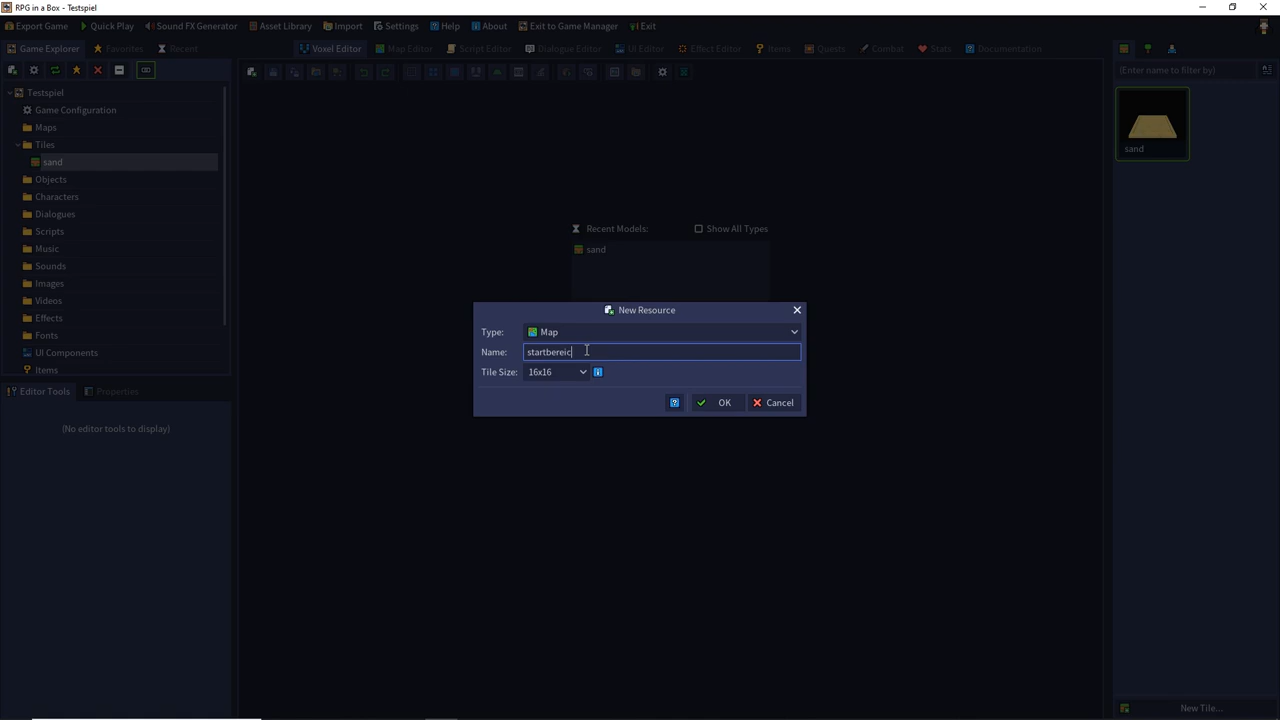 RPG in a Box - Testspiel
Export Game Quick Play Sound FX Generator Asset Library Import Settings Help About Exit to Game Manager Exit
Game Explorer Favorites Recent Voxel Editor Map Editor Script Editor Dialogue Editor UI Editor Effect Editor Items Quests Combat Stats Documentation
(Enter name to filter by)
Testspiel
Game Configuration
Maps
Tiles
sand
sand
Objects
Characters
Dialogues
Scripts
Recent Models: Show All Types
Music
sand
Sounds
Images
Videos
New Resource
Effects
Type: Map
Fonts
Name: startbereic
UI Components
Items
Tile Size: 16x16
Editor Tools Properties
OK Cancel
[No editor tools to display]
New Tile...